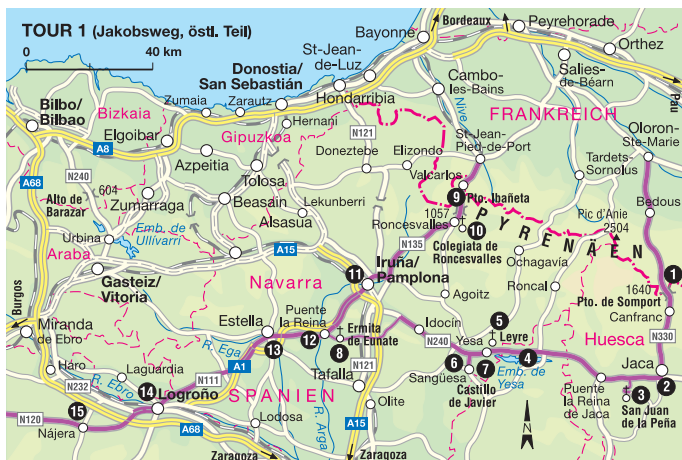 TOUR 1 (Jakobsweg, östl. Teil)
0
40 km
Bordeaux
Peyrehorade
Bayonne
Orthez
St-Jean-
de-Luz
Salies-
de-Béarn
Cambo-
les-Bains
Pau
Donostia/
San Sebastián
Hondarribia
Bilbo/
Bilbao
Bizkaia
Zumaia
Zarautz
Hernani
Elgoibar
Gipuzkoa
N121
Nive
FRANKREICH
A8
Oloron-
Ste-Marie
St-Jean-
Pied-de-Port
Azpeitia
Doneztebe
Elizondo
Valcarlos
Tardets-
Sornolus
N240
A68
604
Alto de
Barazar
Tolosa
Zumarraga
Beasain
Lekunberri
9
Pto. Ibañeta
Bedous
Pic d'Anie
2504
1057
Roncesvalles
10
PYRENÄEN
Colegiata de
Roncesvalles
Alsasua
Urbina
Emb. de
Ullívarri
Araba
A15
N135
Ochagavía
Iruña/
Pamplona
11
Gasteiz/
Vitoria
Navarra
Roncal
1
1640
Pto. de Somport
Canfranc
Agoitz
Burgos
Miranda
de Ebro
Puente
la Reina
Estella
Ermita
de Eunate
Idocín
5
Yesa
Leyre
Huesca
N330
12
8
N240
4
R. Ega
A1
13
6
7
Emb. de
Yesa
Jaca
2
Háro
Laguardia
N111
Sangüesa
Castillo
de Javier
Puente
la Reina
de Jaca
3
San Juan
de la Peña
N232
R. Ebro
14
Logroño
SPANIEN
Tafalla
N121
Olite
R. Arga
N120
15
Nájera
Lodosa
A15
A68
Zaragoza
Zaragoza
N